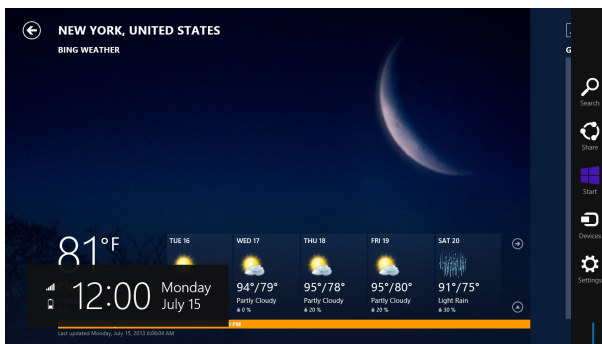 NEW YORK, UNITED STATES
BING WEATHER
G
Search
Share
Start
Devices
Settings
81°F
TUE 16
WED 17
94°/79°
Partly Cloudy
0 %
THU 18
95°/78°
Partly Cloudy
20 %
FRI 19
95°/80°
Partly Cloudy
20 %
SAT 20
91°/75°
Light Rain
30 %
12:00
Monday
July 15
PM
Last updated Monday, July 15, 2013 6:06:04 AM